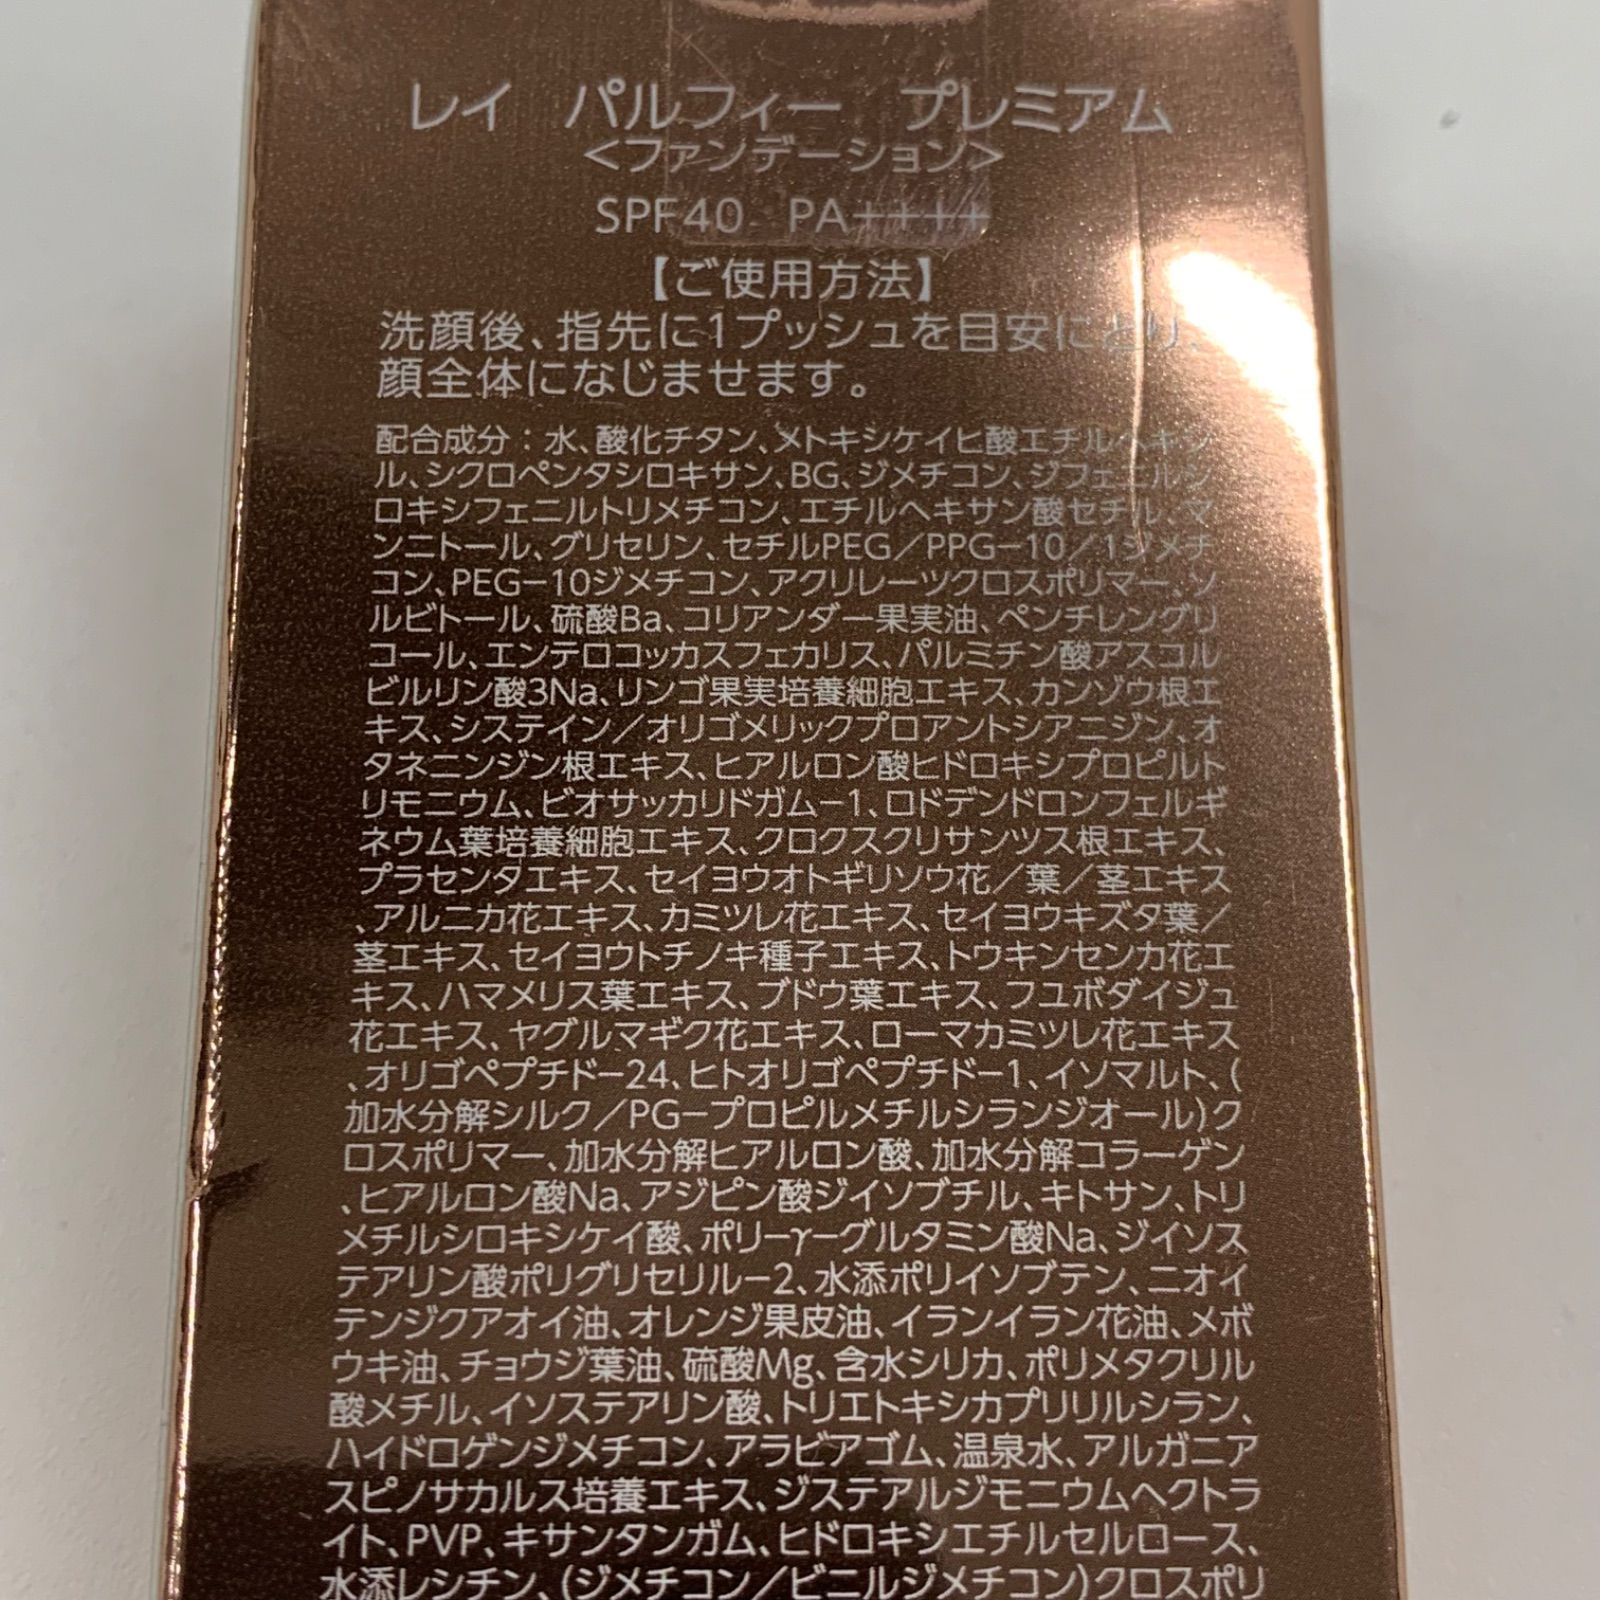 レイ パルフィー プレミアム
<ファンデーション>
SPF40 PA++++
【ご使用方法】
洗顔後、指先に1プッシュを目安にとり、
顔全体になじませます。
配合成分：水、酸化チタン、メトキシケイヒ酸エチルヘキシ
ル、シクロペンタシロキサン、BG、ジメチコン、ジフェニルシ
ロキシフェニルトリメチコン、エチルヘキサン酸セチル、マ
ンニトール、グリセリン、セチルPEG／PPG−10／1ジメチ
コン、PEG−10ジメチコン、アクリレーツクロスポリマー、ソ
ルビトール、硫酸Ba、コリアンダー果実油、ペンチレングリ
コール、エンテロコッカスフェカリス、パルミチン酸アスコル
ビルリン酸3Na、リンゴ果実培養細胞エキス、カンゾウ根エ
キス、システイン／オリゴメリックプロアントシアニジン、オ
タネニンジン根エキス、ヒアルロン酸ヒドロキシプロピルト
リモニウム、ビオサッカリドガム−1、ロドデンドロンフェルギ
ネウム葉培養細胞エキス、クロクスクリサンツス根エキス、
プラセンタエキス、セイヨウオトギリソウ花／葉／茎エキス
、アルニカ花エキス、カミツレ花エキス、セイヨウキズタ葉／
茎エキス、セイヨウトチノキ種子エキス、トウキンセンカ花エ
キス、ハマメリス葉エキス、ブドウ葉エキス、フユボダイジュ
花エキス、ヤグルマギク花エキス、ローマカミツレ花エキス
、オリゴペプチド−24、ヒトオリゴペプチド−1、イソマルト、(
加水分解シルク／PG−プロピルメチルシランジオール)ク
ロスポリマー、加水分解ヒアルロン酸、加水分解コラーゲン
、ヒアルロン酸Na、アジピン酸ジイソブチル、キトサン、トリ
メチルシロキシケイ酸、ポリ−γ−グルタミン酸Na、ジイソス
テアリン酸ポリグリセリル−2、水添ポリイソブテン、ニオイ
テンジクアオイ油、オレンジ果皮油、イランイラン花油、メボ
ウキ油、チョウジ葉油、硫酸Mg、含水シリカ、ポリメタクリル
酸メチル、イソステアリン酸、トリエトキシカプリリルシラン、
ハイドロゲンジメチコン、アラビアゴム、温泉水、アルガニア
スピノサカルス培養エキス、ジステアルジモニウムヘクトラ
イト、PVP、キサンタンガム、ヒドロキシエチルセルロース、
水添レシチン、(ジメチコン／ビニルジメチコン)クロスポリ